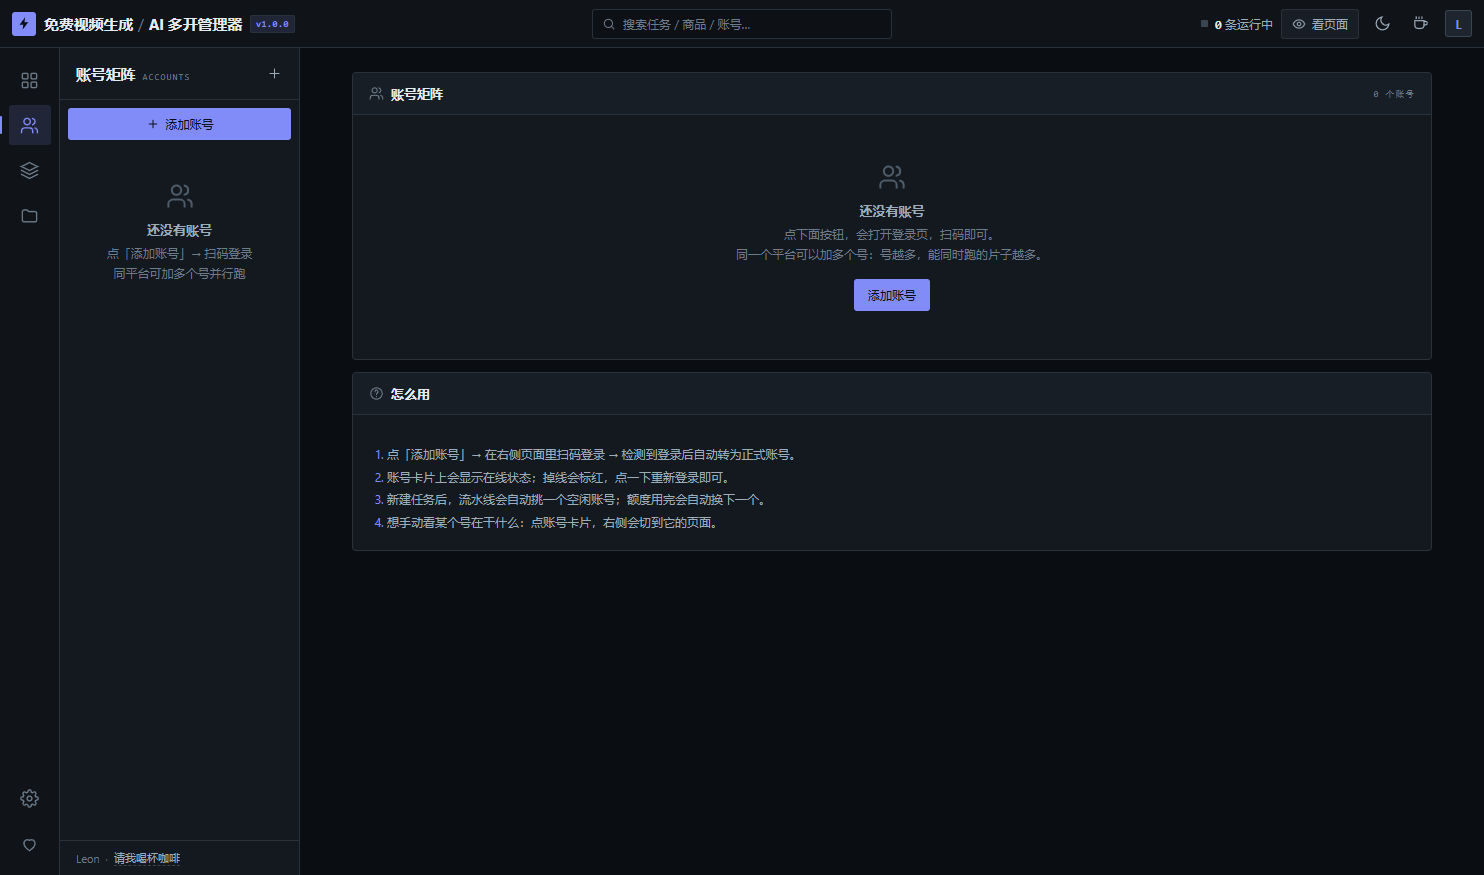 免费视频生成 / AI 多开管理器 v1.0.0
搜索任务 / 商品 / 账号...
0 条运行中
看页面
L
账号矩阵 ACCOUNTS
+ 添加账号
还没有账号
点「添加账号」→ 扫码登录
同平台可加多个号并行跑
Leon · 请我喝杯咖啡
账号矩阵
0 个账号
还没有账号
点下面按钮，会打开登录页，扫码即可。
同一个平台可以加多个号：号越多，能同时跑的片子越多。
添加账号
怎么用
1. 点「添加账号」→ 在右侧页面里扫码登录 → 检测到登录后自动转为正式账号。
2. 账号卡片上会显示在线状态；掉线会标红，点一下重新登录即可。
3. 新建任务后，流水线会自动挑一个空闲账号；额度用完会自动换下一个。
4. 想手动看某个号在干什么：点账号卡片，右侧会切到它的页面。